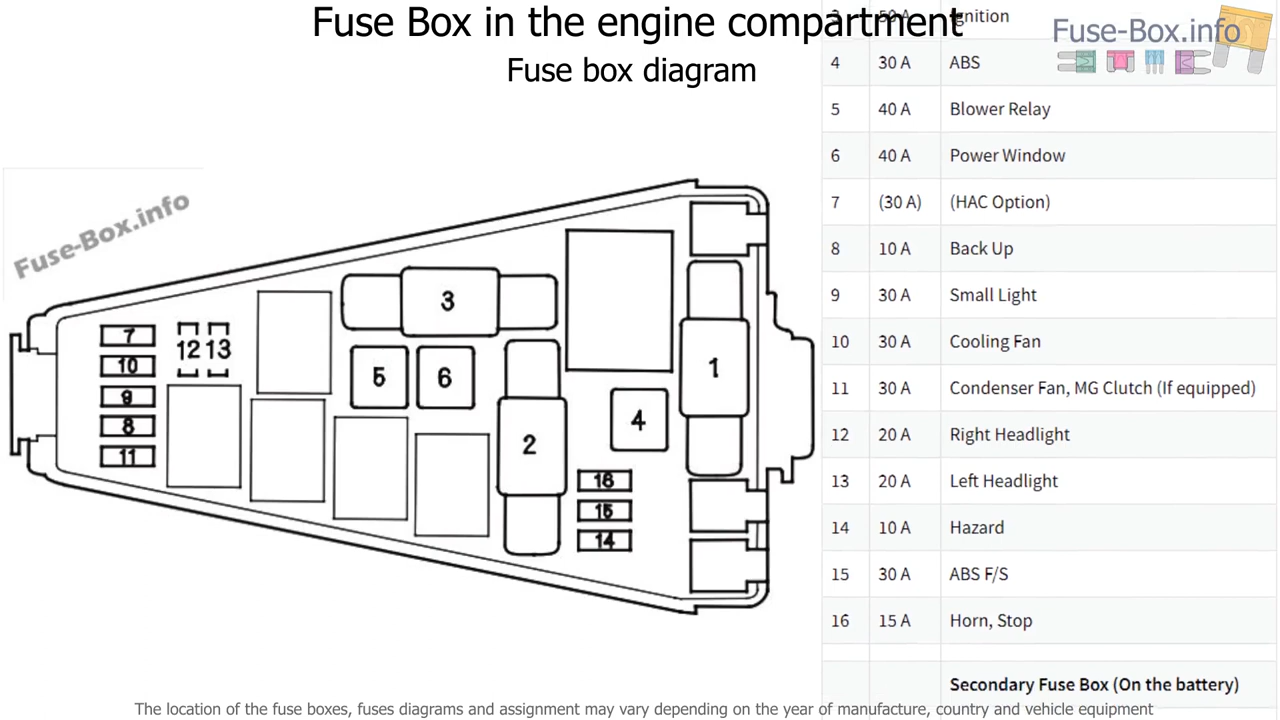 Fuse Box in the engine compartment
Fuse box diagram
Fuse-Box.info
Fuse-Box.info
3 50 A Ignition
4 30 A ABS
5 40 A Blower Relay
6 40 A Power Window
7 (30 A) (HAC Option)
8 10 A Back Up
9 30 A Small Light
10 30 A Cooling Fan
11 30 A Condenser Fan, MG Clutch (If equipped)
12 20 A Right Headlight
13 20 A Left Headlight
14 10 A Hazard
15 30 A ABS F/S
16 15 A Horn, Stop
Secondary Fuse Box (On the battery)
3
1
7
12 13
10
5
6
9
4
8
2
11
16
15
14
The location of the fuse boxes, fuses diagrams and assignment may vary depending on the year of manufacture, country and vehicle equipment